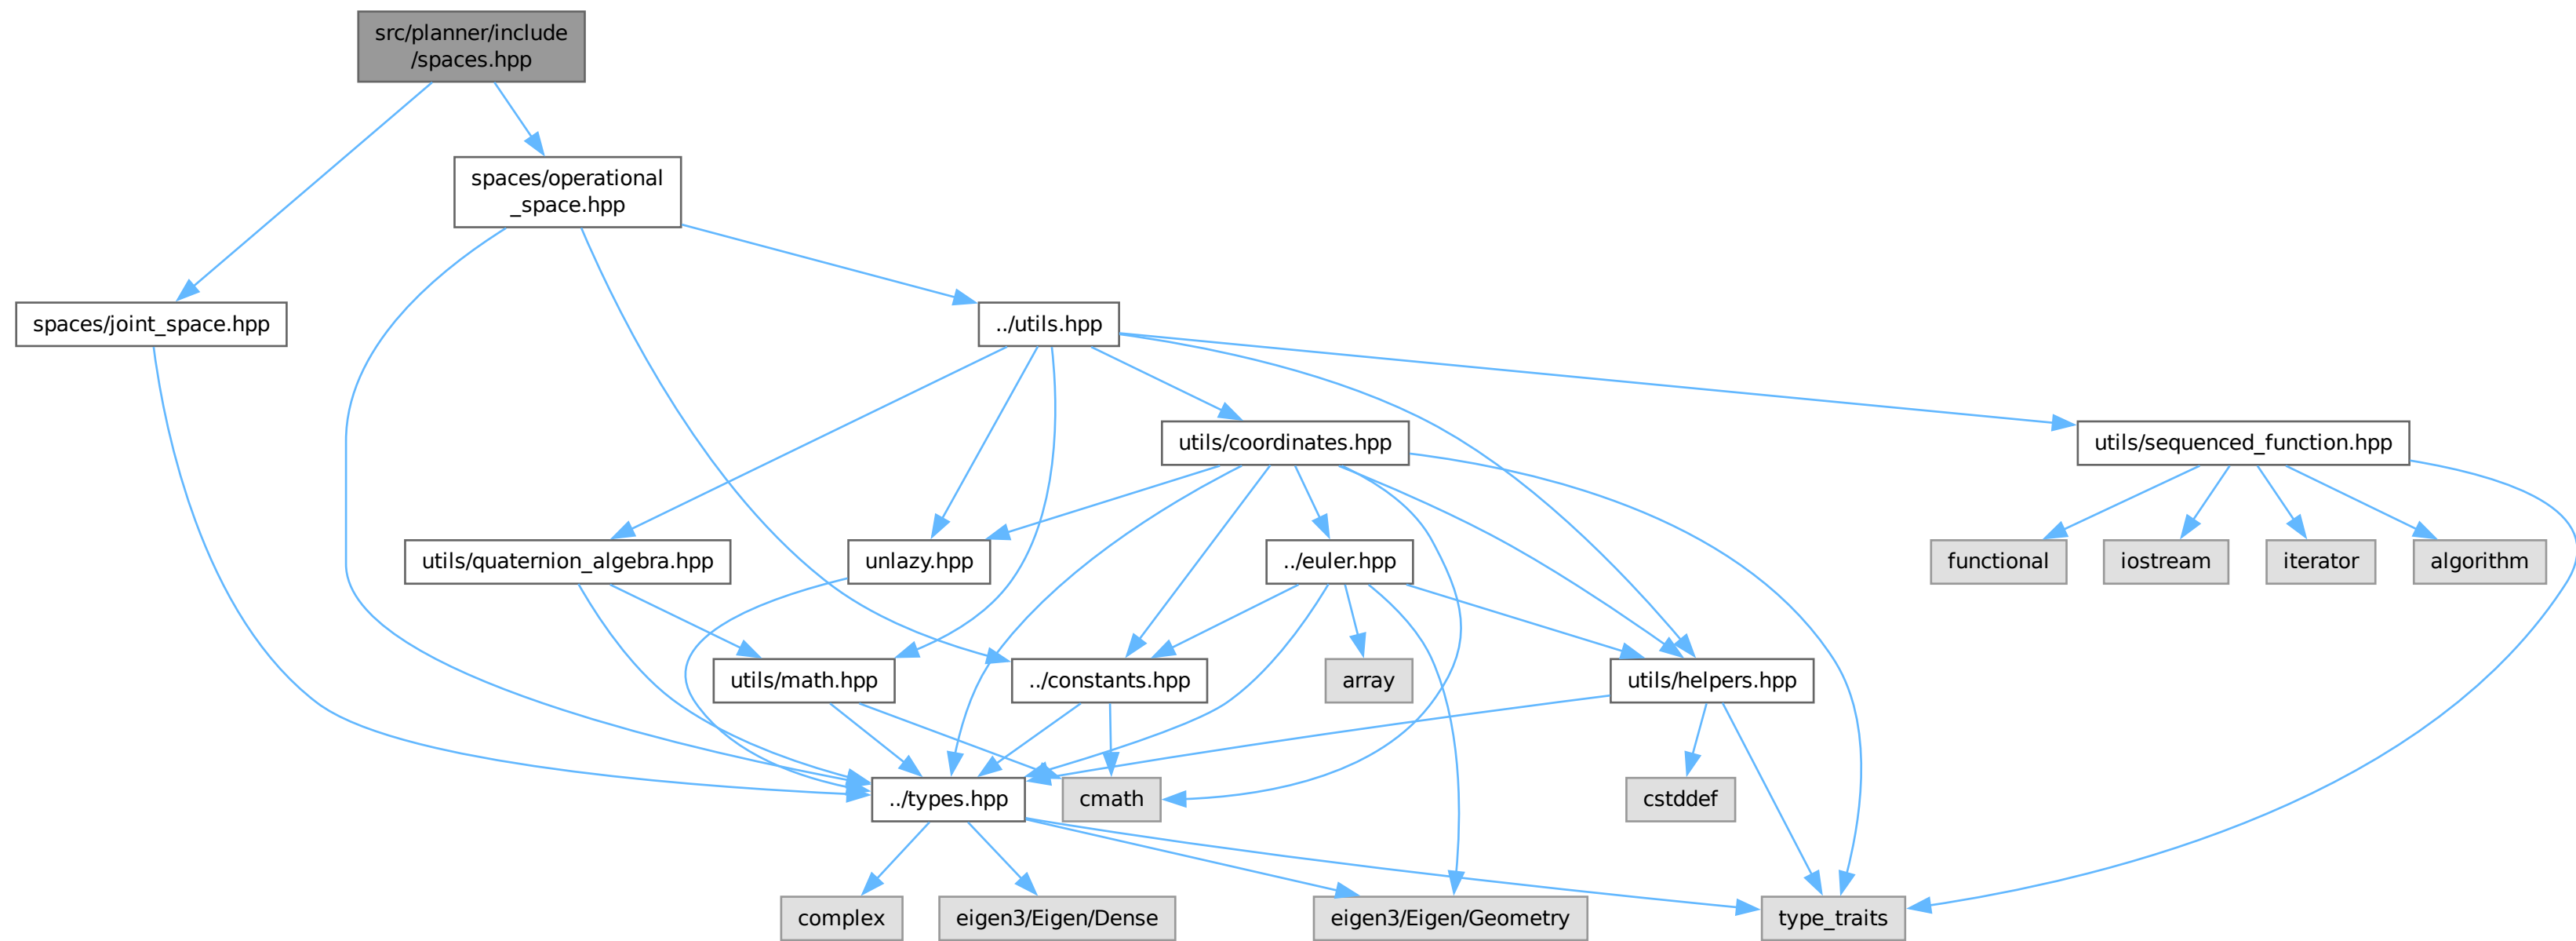 src/planner/include
/spaces.hpp
spaces/operational
_space.hpp
spaces/joint_space.hpp
../utils.hpp
utils/coordinates.hpp
utils/sequenced_function.hpp
utils/quaternion_algebra.hpp
unlazy.hpp
../euler.hpp
functional
iostream
iterator
algorithm
utils/math.hpp
../constants.hpp
array
utils/helpers.hpp
../types.hpp
cmath
cstddef
complex
eigen3/Eigen/Dense
eigen3/Eigen/Geometry
type_traits